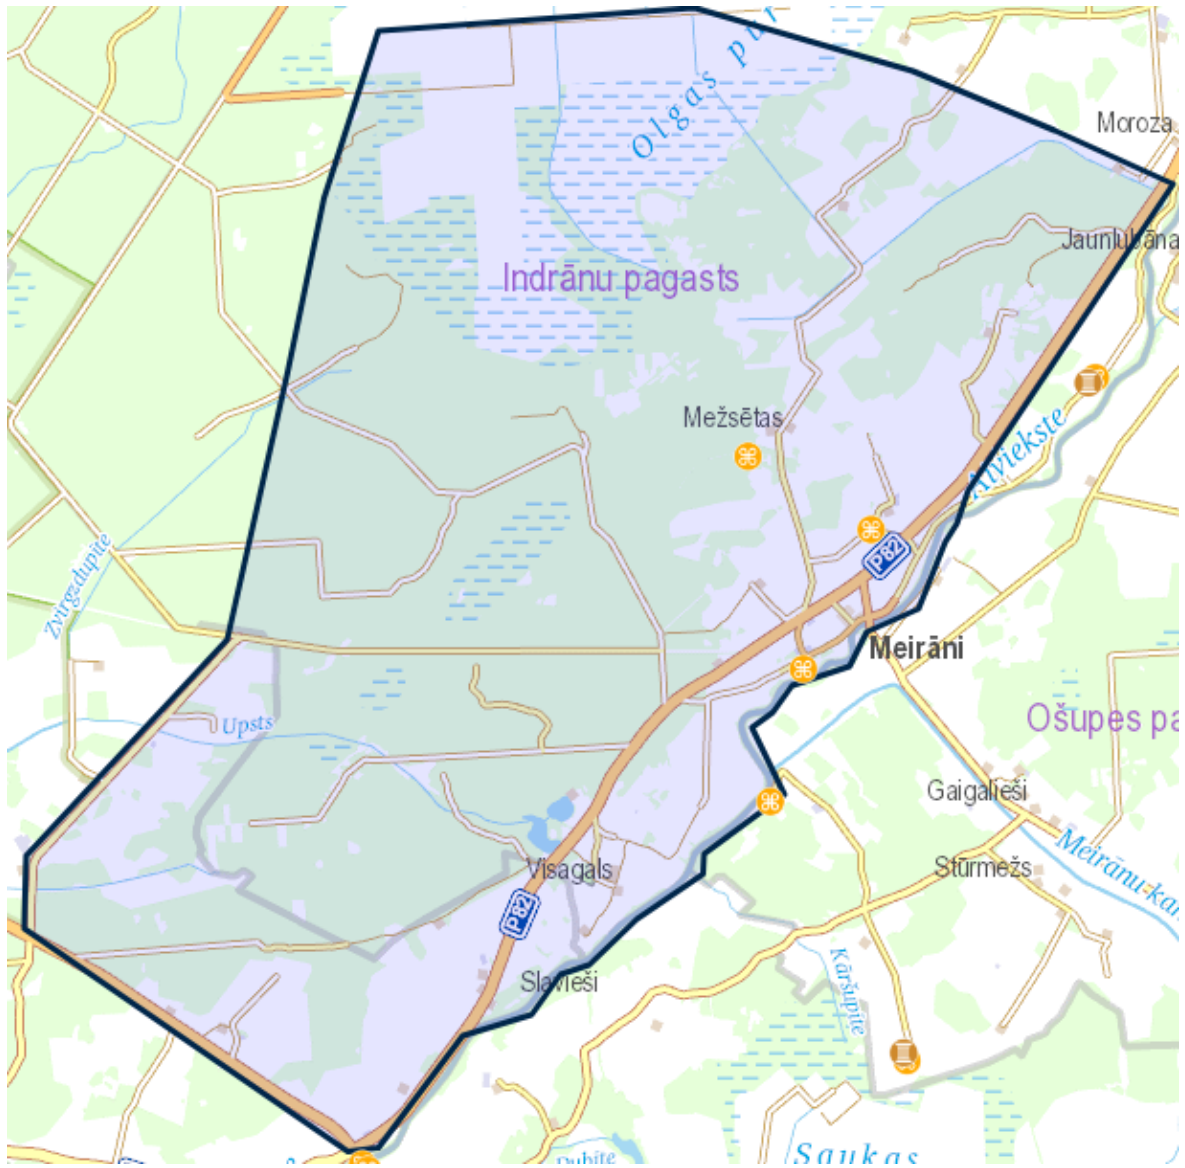 Olgas pur
Moroza
Jaunlubāna
Indrānu pagasts
Mežsētas
Aiviekste
P82
Zvirgzdupīte
Meirāni
Upsts
Ošupes pa
Gaigalieši
Meirānu kan
Visagals
Stūrmežs
P82
Slavieši
Kāršupīte
Dubīte
Saukas